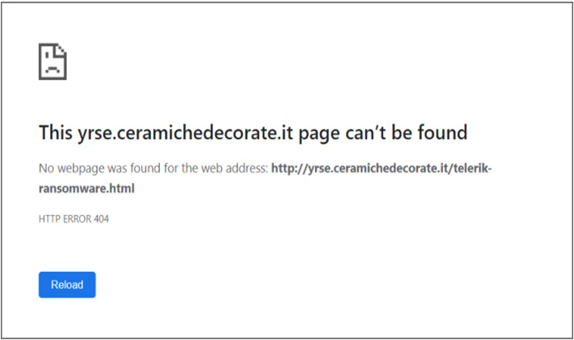 This yrse.ceramichedecorate.it page can't be found
No webpage was found for the web address: http://yrse.ceramichedecorate.it/telerik-
ransomware.html
HTTP ERROR 404
Reload